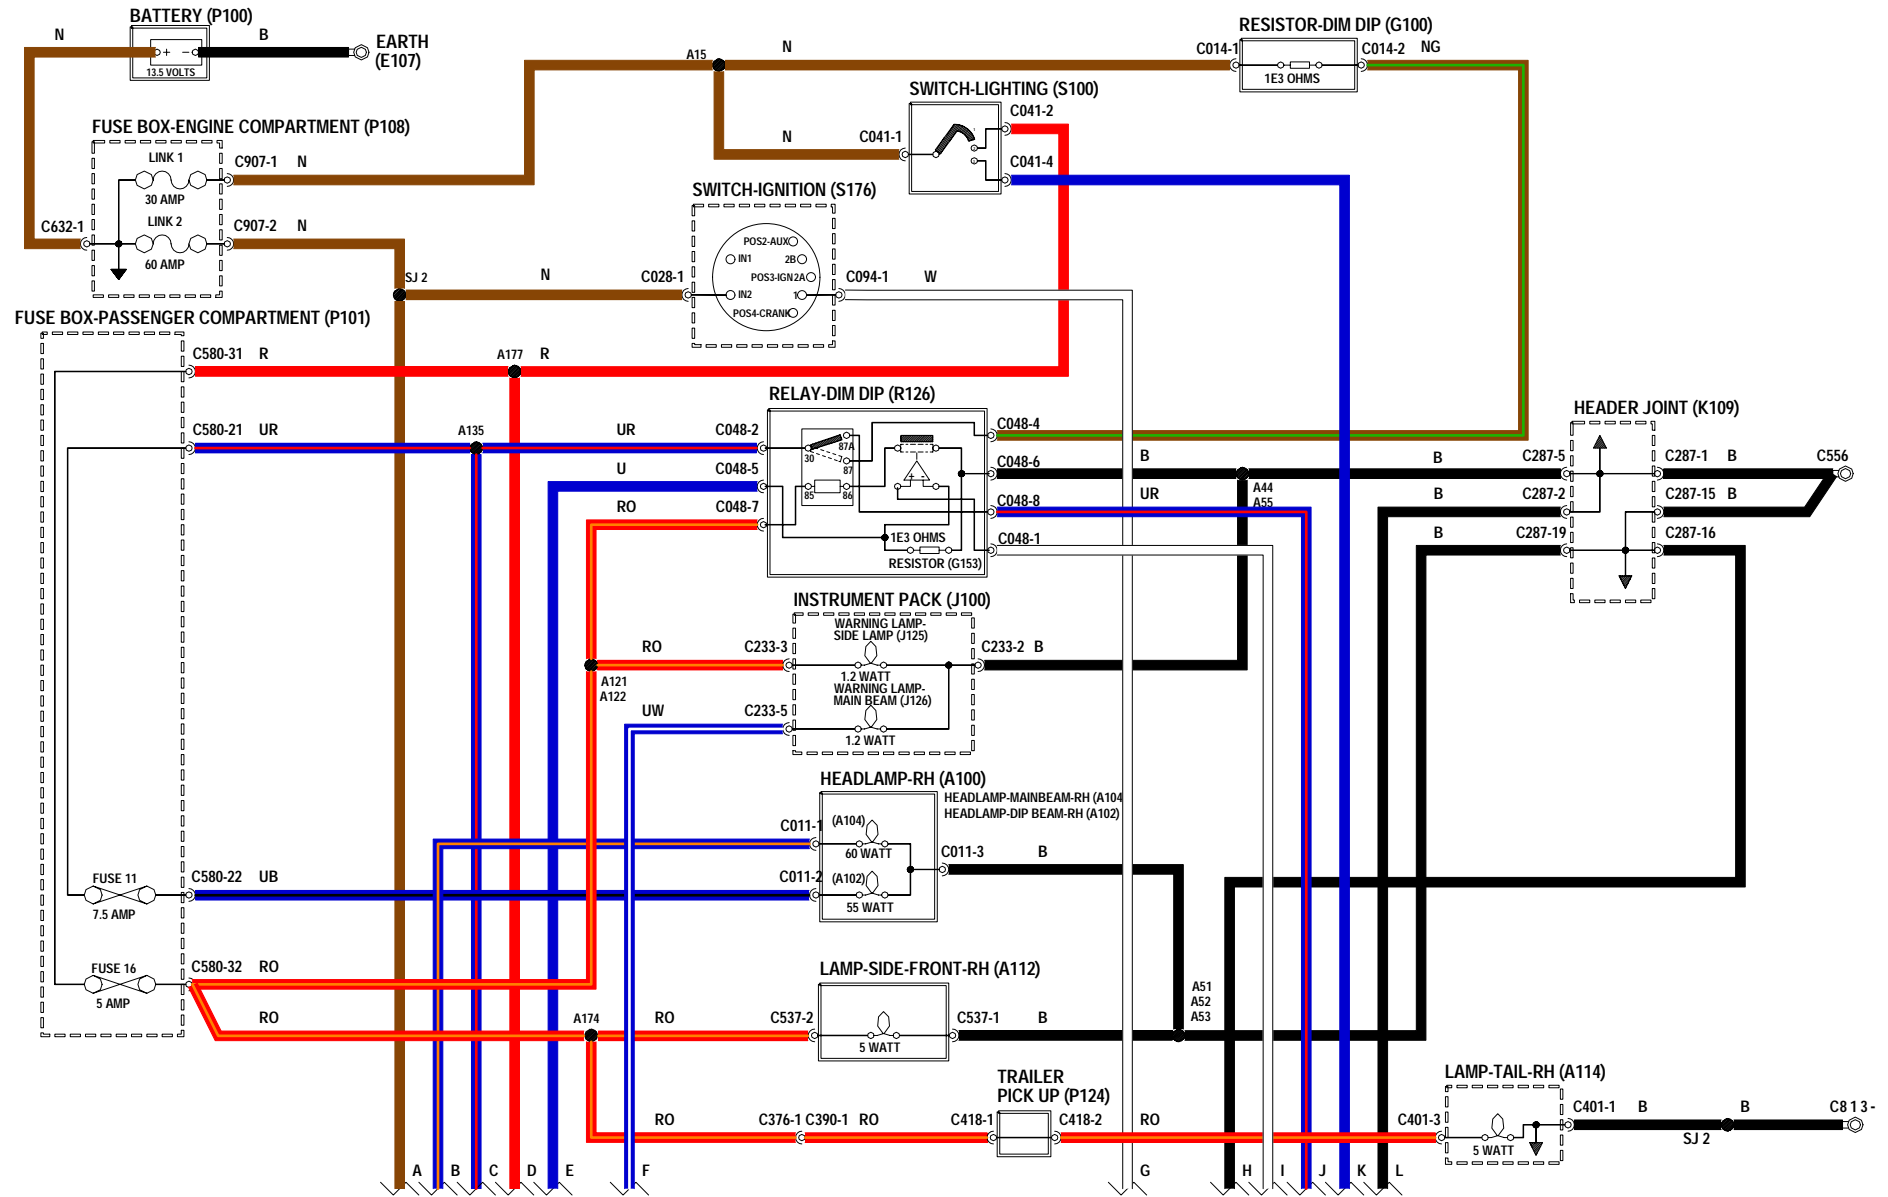 BATTERY (P100)
N
B
+ -
13.5 VOLTS
EARTH
(E107)
RESISTOR-DIM DIP (G100)
C014-1
C014-2 NG
1E3 OHMS
A15
N
SWITCH-LIGHTING (S100)
C041-2
N
C041-1
C041-4
FUSE BOX-ENGINE COMPARTMENT (P108)
LINK 1
C907-1 N
30 AMP
LINK 2
C632-1
C907-2 N
60 AMP
SWITCH-IGNITION (S176)
POS2-AUX
IN1
2B
POS3-IGN
2A
IN2
1
POS4-CRANK
SJ 2
N
C028-1
C094-1
W
FUSE BOX-PASSENGER COMPARTMENT (P101)
C580-31 R
A177 R
C580-21 UR
A135
UR
C048-2
U
C048-5
RO
C048-7
RELAY-DIM DIP (R126)
30
87A
87
85
86
+ -
1E3 OHMS
RESISTOR (G153)
C048-4
C048-6
B
A44
A55
C048-8
UR
C048-1
HEADER JOINT (K109)
B
C287-5
C287-1 B
C556
B
C287-2
C287-15 B
B
C287-19
C287-16
INSTRUMENT PACK (J100)
WARNING LAMP-
SIDE LAMP (J125)
RO
C233-3
C233-2 B
1.2 WATT
A121
A122
WARNING LAMP-
MAIN BEAM (J126)
UW
C233-5
1.2 WATT
HEADLAMP-RH (A100)
HEADLAMP-MAINBEAM-RH (A104
HEADLAMP-DIP BEAM-RH (A102)
C011-1
(A104)
60 WATT
C011-3
B
C011-2
(A102)
55 WATT
FUSE 11
C580-22 UB
7.5 AMP
FUSE 16
C580-32 RO
5 AMP
RO
A174
RO
LAMP-SIDE-FRONT-RH (A112)
C537-2
C537-1
B
5 WATT
A51
A52
A53
TRAILER
PICK UP (P124)
RO
C376-1 C390-1 RO
C418-1
C418-2
RO
C401-3
LAMP-TAIL-RH (A114)
5 WATT
C401-1 B
SJ 2
B
C813-
A B C D E F G H I J K L